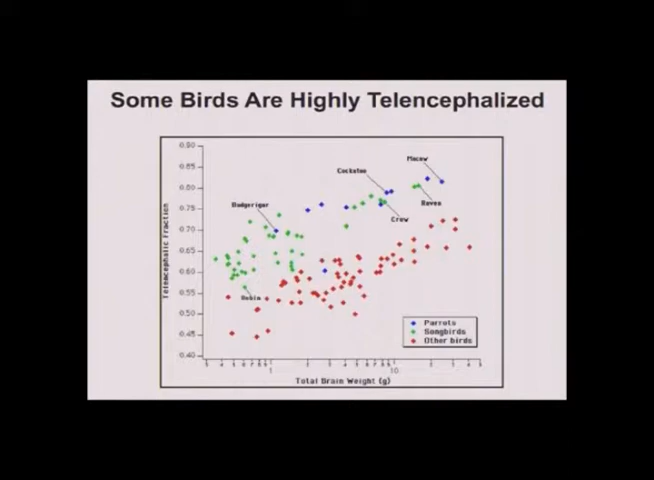 Some Birds Are Highly Telencephalized
0.90
0.85
0.80
0.75
0.70
0.65
0.60
0.55
0.50
0.45
0.40
Telencephalic Fraction
Macaw
Cockatoo
Raven
Budgerigar
Crow
Robin
Parrots
Songbirds
Other birds
1
10
Total Brain Weight (g)